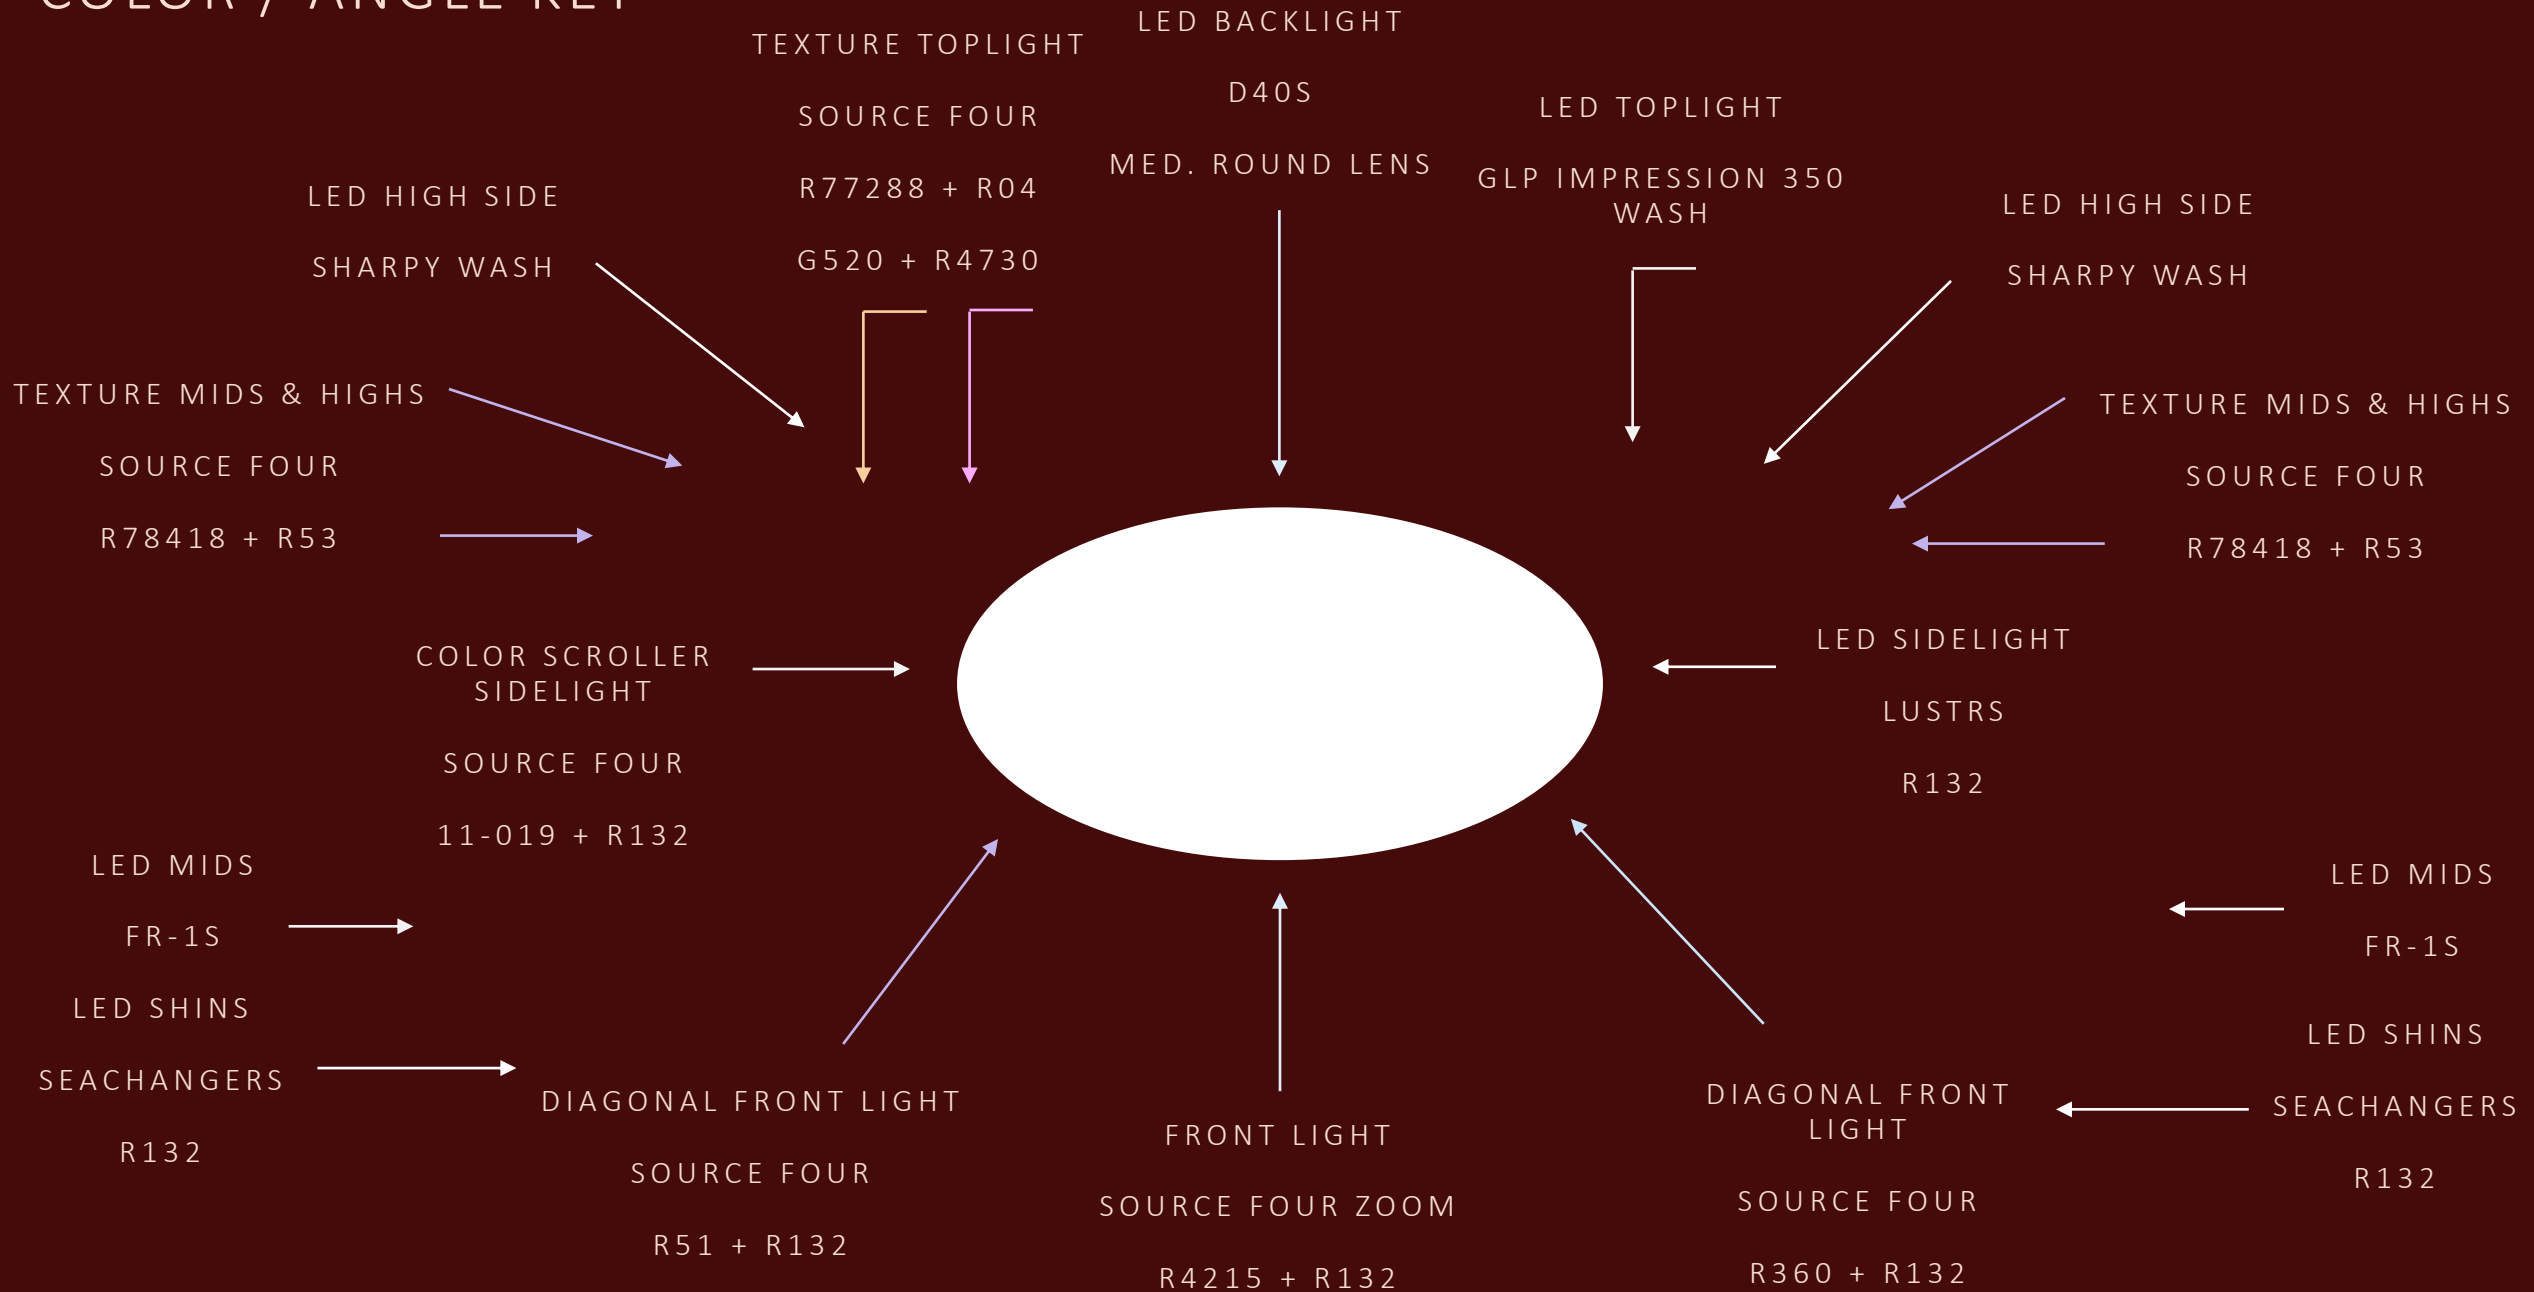 COLOR / ANGLE KEY
LED BACKLIGHT
D40S
MED. ROUND LENS
TEXTURE TOPLIGHT
SOURCE FOUR
R77288 + R04
G520 + R4730
LED TOPLIGHT
GLP IMPRESSION 350
WASH
LED HIGH SIDE
SHARPY WASH
LED HIGH SIDE
SHARPY WASH
TEXTURE MIDS & HIGHS
SOURCE FOUR
R78418 + R53
TEXTURE MIDS & HIGHS
SOURCE FOUR
R78418 + R53
COLOR SCROLLER
SIDELIGHT
SOURCE FOUR
11-019 + R132
LED SIDELIGHT
LUSTRS
R132
LED MIDS
FR-1S
LED SHINS
SEACHANGERS
R132
LED MIDS
FR-1S
LED SHINS
SEACHANGERS
R132
DIAGONAL FRONT LIGHT
SOURCE FOUR
R51 + R132
FRONT LIGHT
SOURCE FOUR ZOOM
R4215 + R132
DIAGONAL FRONT
LIGHT
SOURCE FOUR
R360 + R132